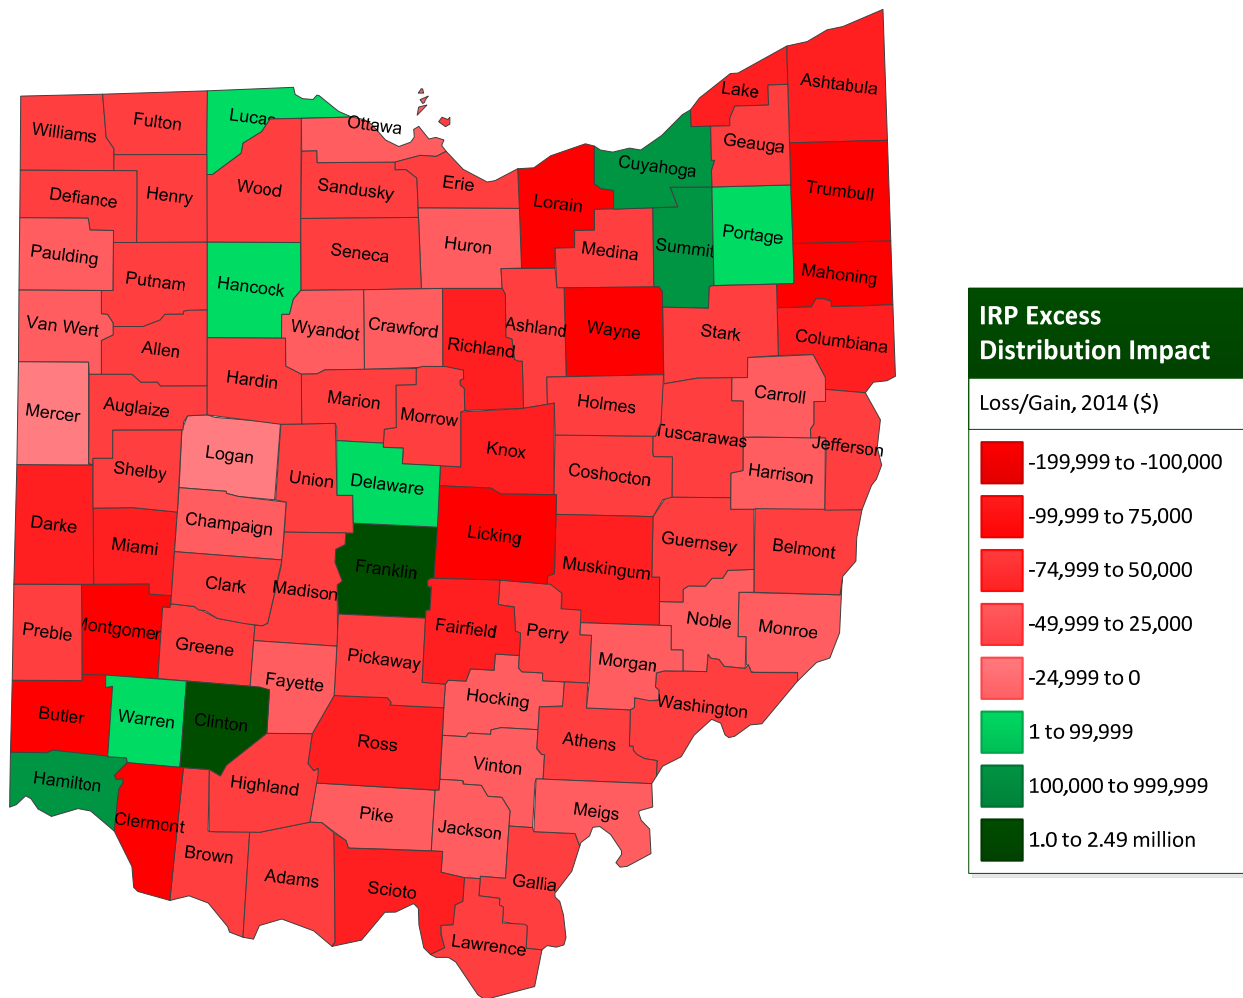 Ashtabula
Lake
Lucas
Fulton
Williams
Ottawa
Geauga
Cuyahoga
Trumbull
Henry
Wood
Sandusky
Erie
Defiance
Lorain
Portage
Summit
Medina
Huron
Seneca
Paulding
Mahoning
Putnam
Hancock
Van Wert
Wyandot
Crawford
Ashland
Wayne
Stark
Columbiana
Richland
Allen
Hardin
Carroll
Marion
Holmes
Mercer
Auglaize
Morrow
Tuscarawas
Jefferson
Knox
Logan
Shelby
Union
Delaware
Coshocton
Harrison
Darke
Champaign
Licking
Miami
Guernsey
Belmont
Franklin
Muskingum
Clark
Madison
Noble
Monroe
Preble
Montgomer
Greene
Fairfield
Perry
Pickaway
Morgan
Fayette
Hocking
Washington
Butler
Warren
Clinton
Ross
Athens
Vinton
Hamilton
Highland
Pike
Meigs
Clermont
Jackson
Brown
Adams
Scioto
Gallia
Lawrence
IRP Excess
Distribution Impact
Loss/Gain, 2014 ($)
-199,999 to -100,000
-99,999 to 75,000
-74,999 to 50,000
-49,999 to 25,000
-24,999 to 0
1 to 99,999
100,000 to 999,999
1.0 to 2.49 million